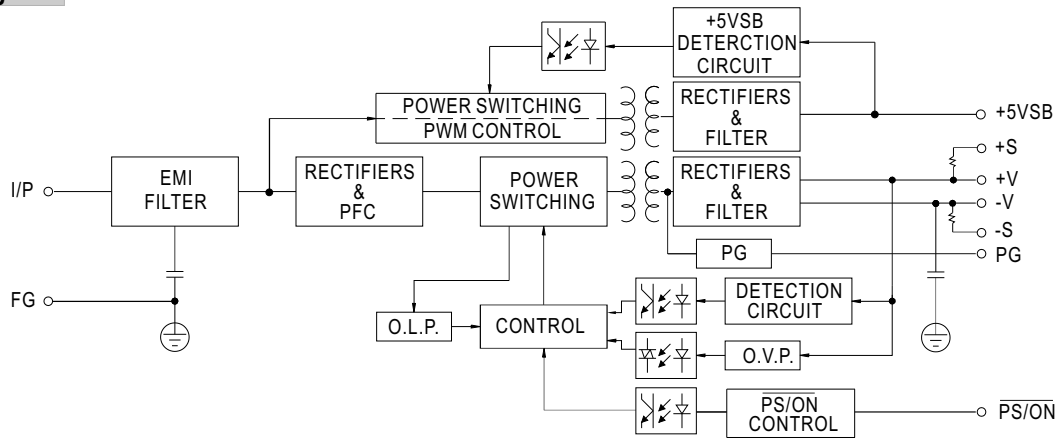 +5VSB
DETERCTION
CIRCUIT
POWER SWITCHING
PWM CONTROL
RECTIFIERS
&
FILTER
+5VSB
+S
I/P
EMI
FILTER
RECTIFIERS
&
PFC
POWER
SWITCHING
RECTIFIERS
&
FILTER
+V
-V
-S
PG
PG
FG
O.L.P.
CONTROL
DETECTION
CIRCUIT
O.V.P.
PS/ON
CONTROL
PS/ON